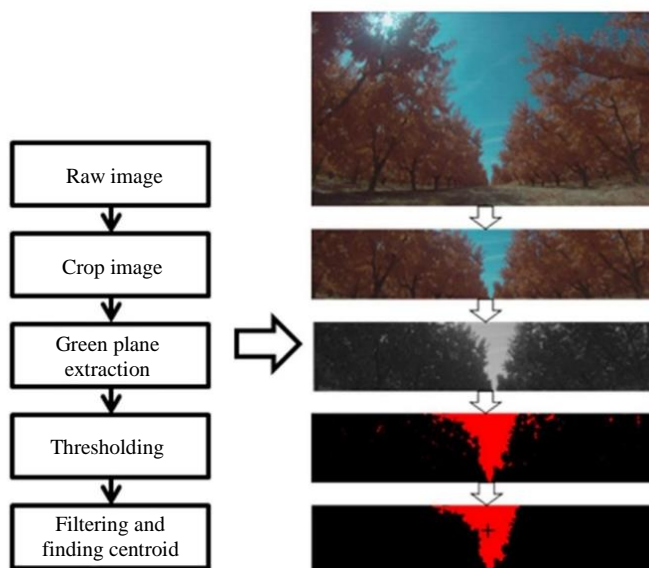 Raw image
Crop image
Green plane
extraction
Thresholding
Filtering and
finding centroid